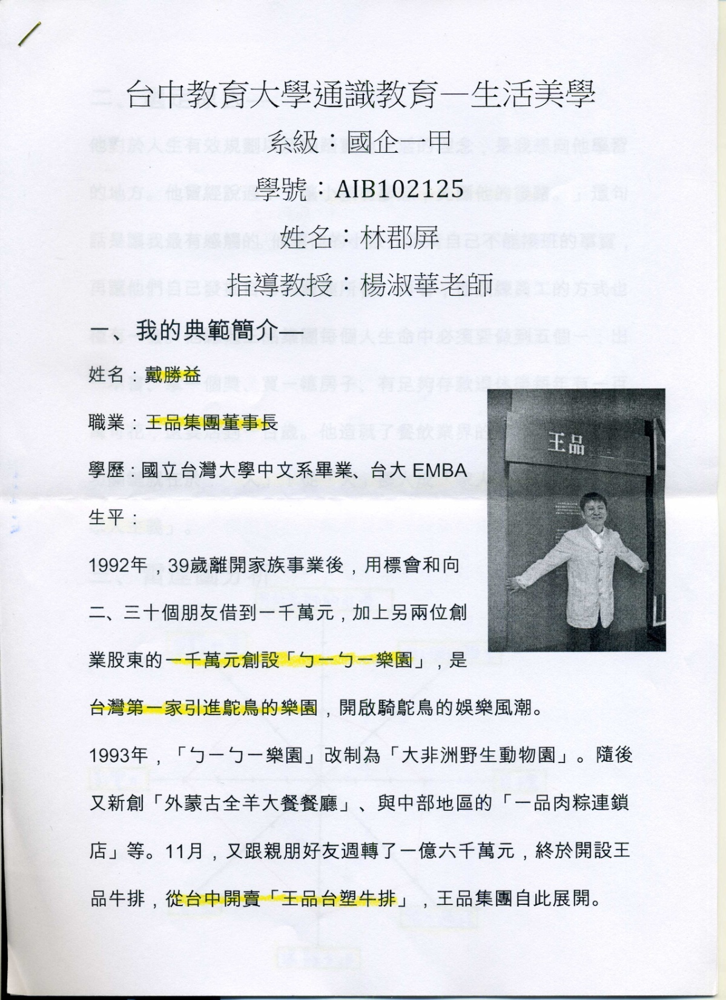 台中教育大學通識教育—生活美學
系級：國企一甲
學號：AIB102125
姓名：林郡屏
指導教授：楊淑華老師
一、我的典範簡介—
姓名：戴勝益
職業：王品集團董事長
學歷：國立台灣大學中文系畢業、台大 EMBA
生平：
王品
1992年，39歲離開家族事業後，用標會和向
二、三十個朋友借到一千萬元，加上另兩位創
業股東的一千萬元創設「ㄅㄧㄅㄧ樂園」，是
台灣第一家引進鴕鳥的樂園，開啟騎鴕鳥的娛樂風潮。
1993年，「ㄅㄧㄅㄧ樂園」改制為「大非洲野生動物園」。隨後
又新創「外蒙古全羊大餐餐廳」、與中部地區的「一品肉粽連鎖
店」等。11月，又跟親朋好友週轉了一億六千萬元，終於開設王
品牛排，從台中開賣「王品台塑牛排」，王品集團自此展開。